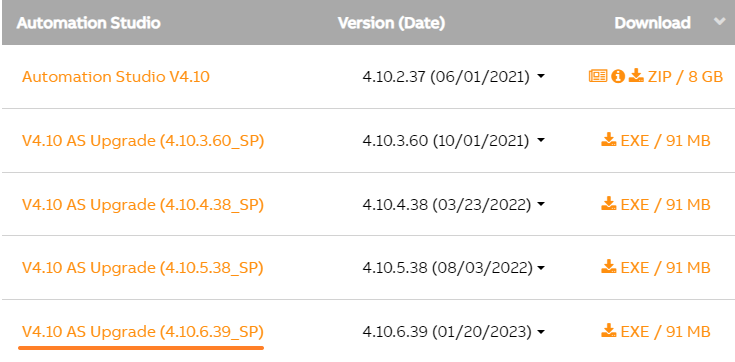 Automation Studio Version (Date) Download
Automation Studio V4.10 4.10.2.37 (06/01/2021) ZIP / 8 GB
V4.10 AS Upgrade (4.10.3.60_SP) 4.10.3.60 (10/01/2021) EXE / 91 MB
V4.10 AS Upgrade (4.10.4.38_SP) 4.10.4.38 (03/23/2022) EXE / 91 MB
V4.10 AS Upgrade (4.10.5.38_SP) 4.10.5.38 (08/03/2022) EXE / 91 MB
V4.10 AS Upgrade (4.10.6.39_SP) 4.10.6.39 (01/20/2023) EXE / 91 MB